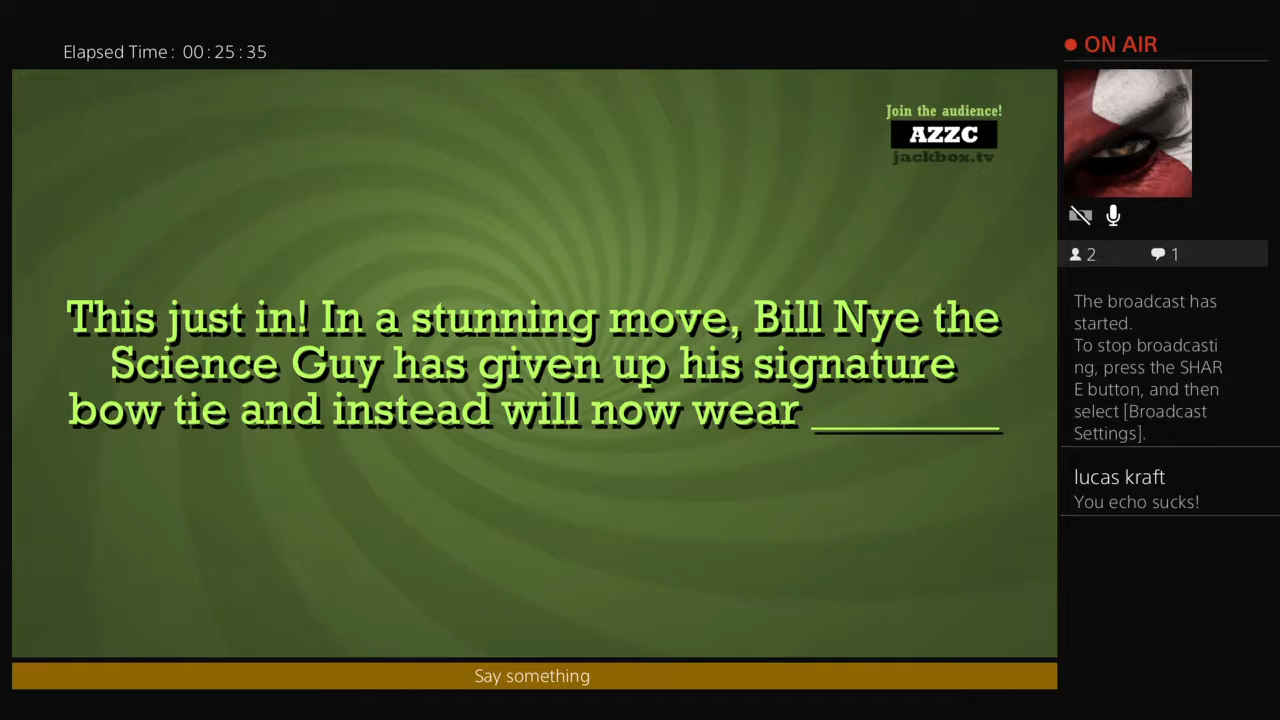 Elapsed Time: 00:25:35
ON AIR
Join the audience!
AZZC
jackbox.tv
2
1
This just in! In a stunning move, Bill Nye the
Science Guy has given up his signature
bow tie and instead will now wear ________
The broadcast has
started.
To stop broadcasti
ng, press the SHAR
E button, and then
select [Broadcast
Settings].
lucas kraft
You echo sucks!
Say something